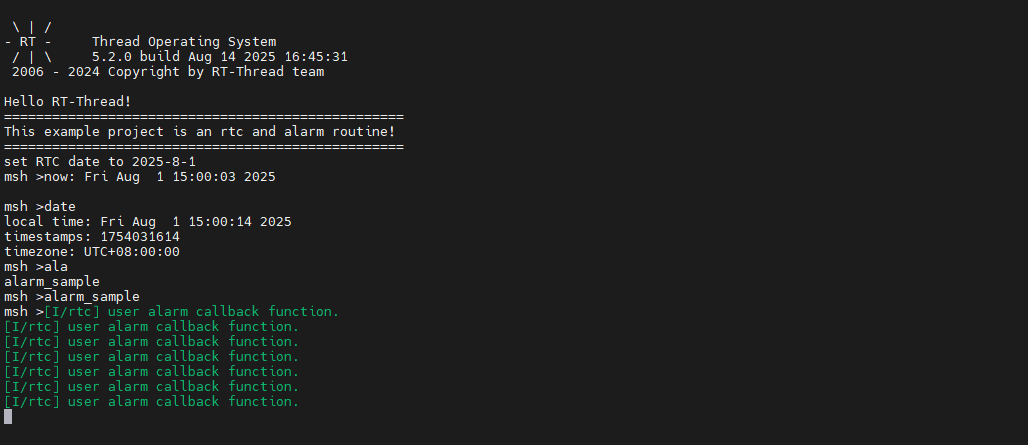 \ | /
- RT -     Thread Operating System
 / | \     5.2.0 build Aug 14 2025 16:45:31
 2006 - 2024 Copyright by RT-Thread team

Hello RT-Thread!
==================================================
This example project is an rtc and alarm routine!
==================================================
set RTC date to 2025-8-1
msh >now: Fri Aug  1 15:00:03 2025

msh >date
local time: Fri Aug  1 15:00:14 2025
timestamps: 1754031614
timezone: UTC+08:00:00
msh >ala
alarm_sample
msh >alarm_sample
msh >[I/rtc] user alarm callback function.
[I/rtc] user alarm callback function.
[I/rtc] user alarm callback function.
[I/rtc] user alarm callback function.
[I/rtc] user alarm callback function.
[I/rtc] user alarm callback function.
[I/rtc] user alarm callback function.